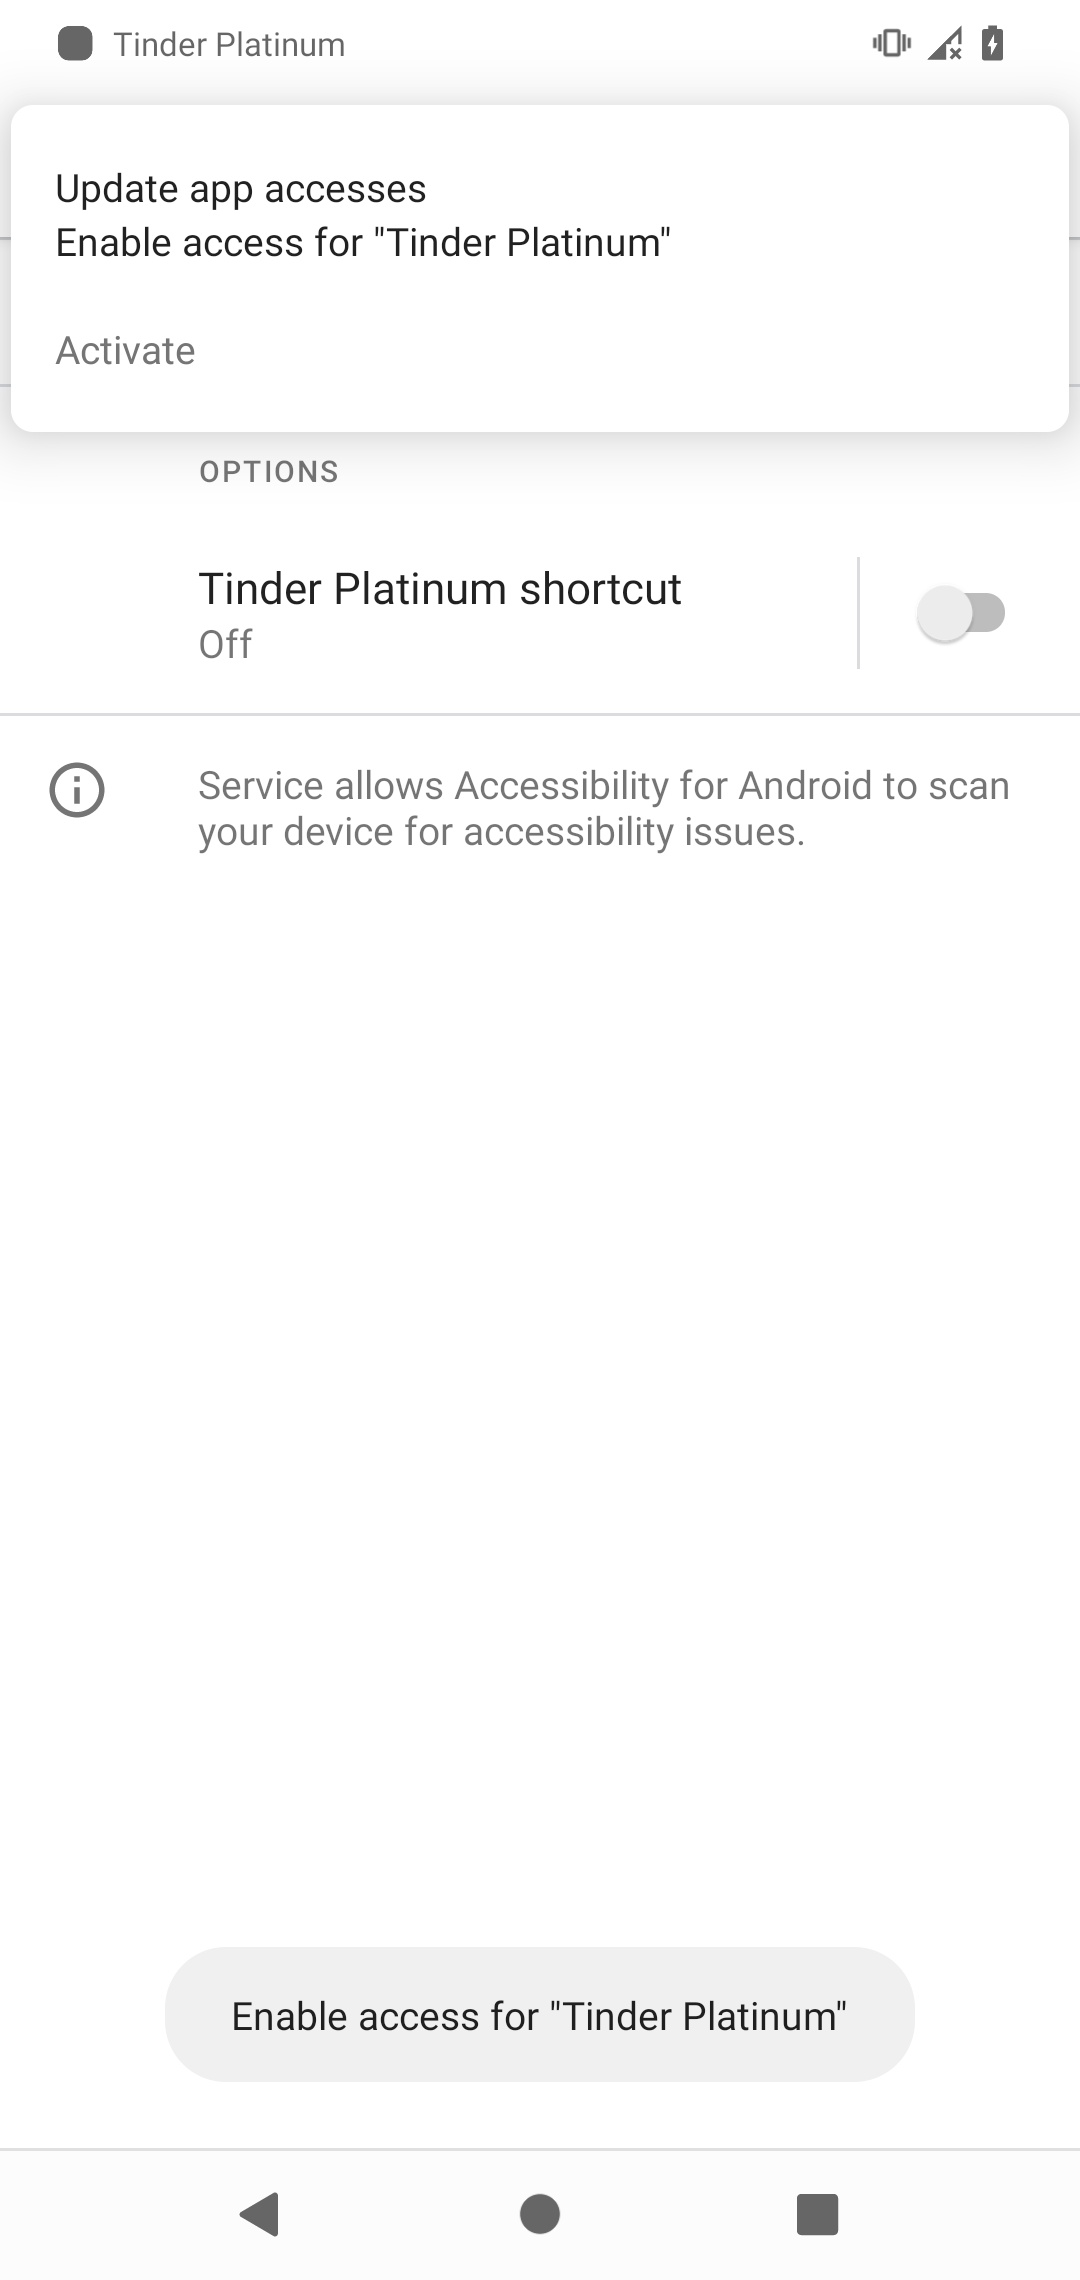 Tinder Platinum
Update app accesses
Enable access for "Tinder Platinum"
Activate
OPTIONS
Tinder Platinum shortcut
Off
Service allows Accessibility for Android to scan
your device for accessibility issues.
Enable access for "Tinder Platinum"